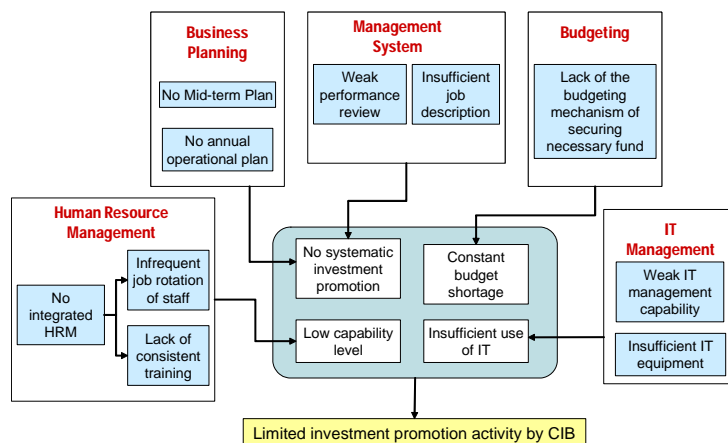 Business
Planning
No Mid-term Plan
No annual
operational plan
Management
System
Weak
performance
review
Insufficient
job
description
Budgeting
Lack of the
budgeting
mechanism of
securing
necessary fund
Human Resource
Management
No
integrated
HRM
Infrequent
job rotation
of staff
Lack of
consistent
training
No systematic
investment
promotion
Constant
budget
shortage
Low capability
level
Insufficient use
of IT
IT
Management
Weak IT
management
capability
Insufficient IT
equipment
Limited investment promotion activity by CIB